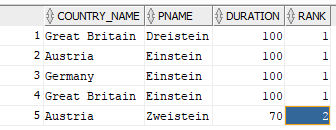 COUNTRY_NAME PNAME DURATION RANK
1 Great Britain Dreistein 100 1
2 Austria Einstein 100 1
3 Germany Einstein 100 1
4 Great Britain Einstein 100 1
5 Austria Zweistein 70 2